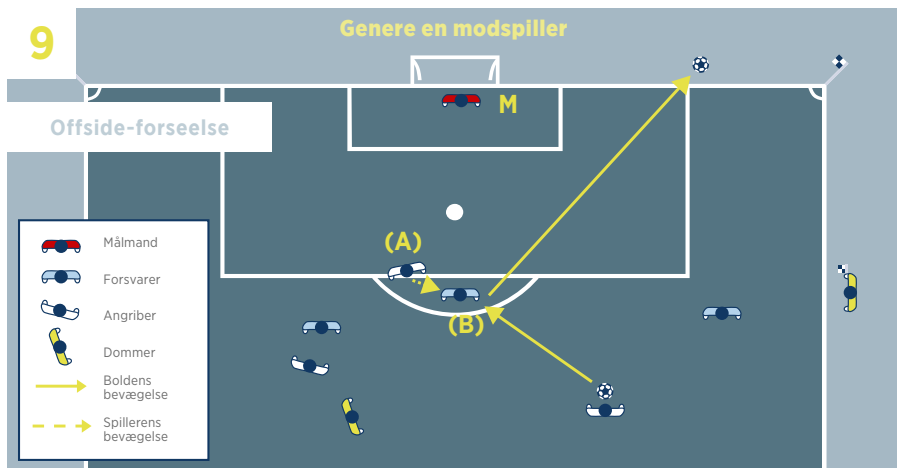 9
Genere en modspiller
Offside-forseelse
M
(A)
(B)
Målmand
Forsvarer
Angriber
Dommer
Boldens
bevægelse
Spillerens
bevægelse